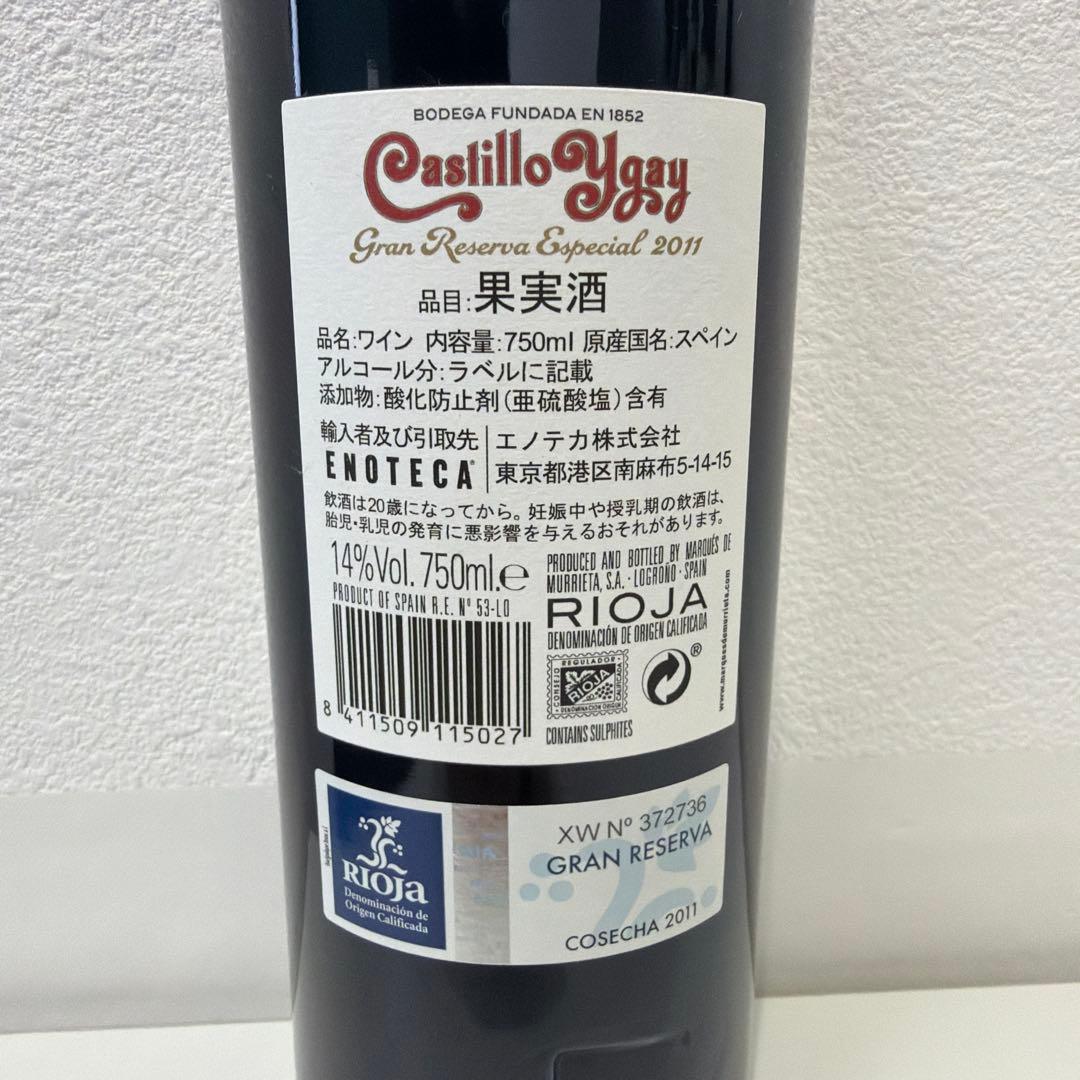 BODEGA FUNDADA EN 1852
Castillo Ygay
Gran Reserva Especial 2011
品目:果実酒
品名:ワイン 内容量:750ml 原産国名:スペイン
アルコール分:ラベルに記載
添加物:酸化防止剤(亜硫酸塩)含有
輸入者及び引取先
ENOTECA®
エノテカ株式会社
東京都港区南麻布5-14-15
飲酒は20歳になってから。妊娠中や授乳期の飲酒は、
胎児・乳児の発育に悪影響を与えるおそれがあります。
14%Vol. 750ml.e
PRODUCT OF SPAIN R.E. Nº 53-LO
8 411509 115027
PRODUCED AND BOTTLED BY MARQUÉS DE
MURRIETA, S.A. · LOGROÑO · SPAIN
RIOJA
DENOMINACIÓN DE ORIGEN CALIFICADA
CONSEJO
REGULADOR
RIOJA
DENOMINACIÓN ORIGEN
CALIFICADA
®
CONTAINS SULPHITES
www.marquesdemurrieta.com
RIOJa
Denominación de
Origen Calificada
XW Nº 372736
GRAN RESERVA
COSECHA 2011